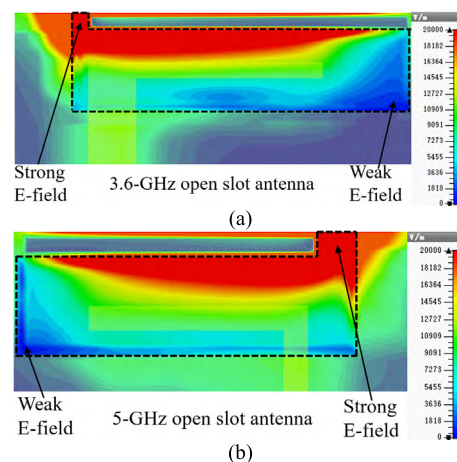 V/m
20000
18182
16364
14545
12727
10909
9091
7273
5455
3636
1818
0
Strong
E-field
3.6-GHz open slot antenna
Weak
E-field
(a)
V/m
20000
18182
16364
14545
12727
10909
9091
7273
5455
3636
1818
0
Weak
E-field
5-GHz open slot antenna
Strong
E-field
(b)